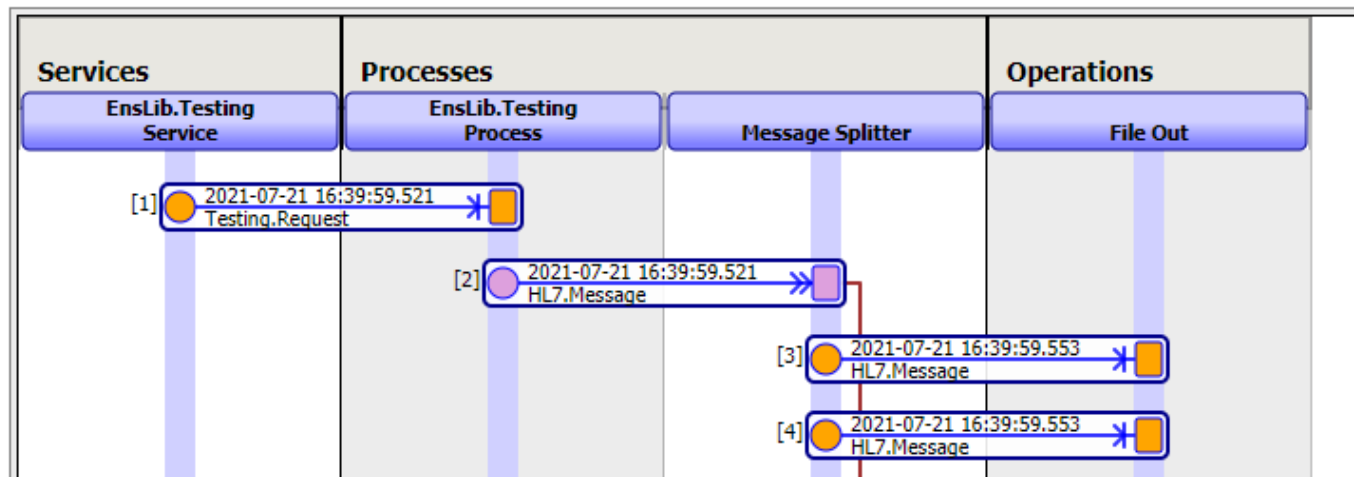 Services
Processes
Operations
EnsLib.Testing
Service
EnsLib.Testing
Process
Message Splitter
File Out
[1]
2021-07-21 16:39:59.521
Testing.Request
[2]
2021-07-21 16:39:59.521
HL7.Message
[3]
2021-07-21 16:39:59.553
HL7.Message
[4]
2021-07-21 16:39:59.553
HL7.Message